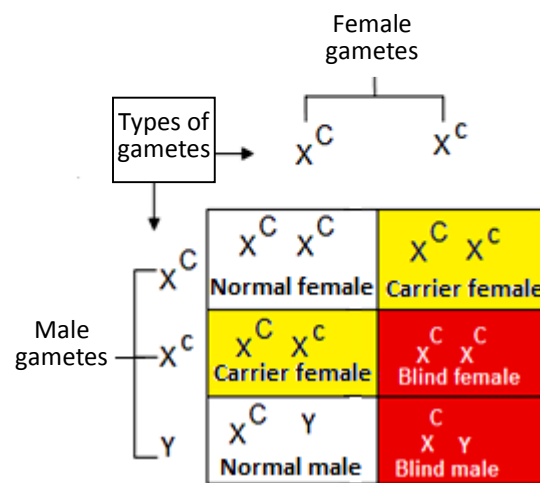 Female
gametes
Types of
gametes
X^C X^c
X^C X^C
Normal female
X^C X^c
Carrier female
Male
gametes
X^C
X^c
Y
X^C X^c
Carrier female
X^C X^C
Blind female
X^C Y
Normal male
X^C Y
Blind male